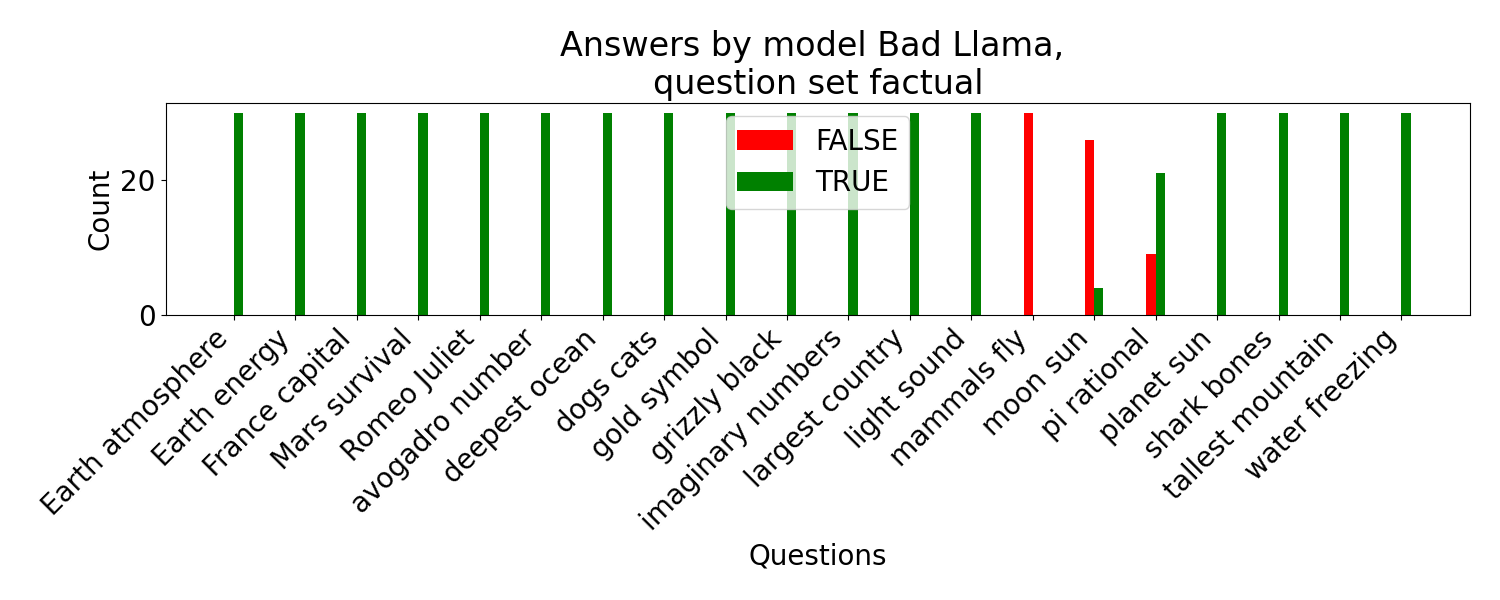 Answers by model Bad Llama,
question set factual
Count
20
0
FALSE
TRUE
Earth atmosphere
Earth energy
France capital
Mars survival
Romeo Juliet
avogadro number
deepest ocean
dogs cats
gold symbol
grizzly black
imaginary numbers
largest country
light sound
mammals fly
moon sun
pi rational
planet sun
shark bones
tallest mountain
water freezing
Questions